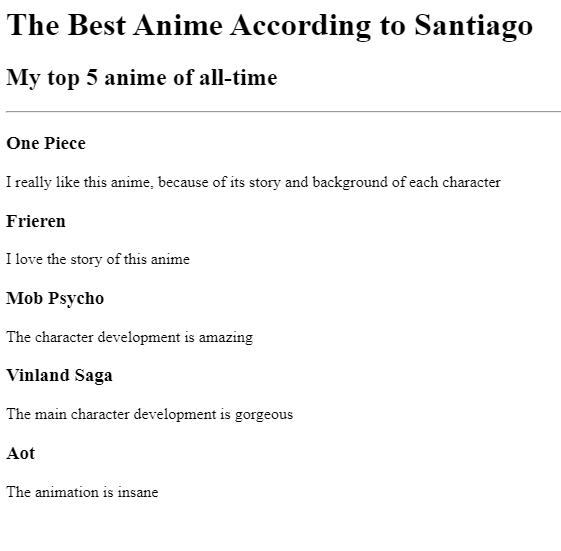 The Best Anime According to Santiago
My top 5 anime of all-time
One Piece
I really like this anime, because of its story and background of each character
Frieren
I love the story of this anime
Mob Psycho
The character development is amazing
Vinland Saga
The main character development is gorgeous
Aot
The animation is insane